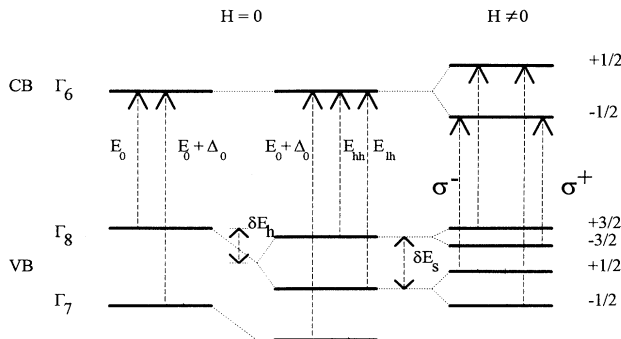 H = 0 H ≠ 0
CB Γ6 +1/2
-1/2
E0 E0 + Δ0 E0 + Δ0 Ehh Elh
σ- σ+
Γ8 δEh +3/2
-3/2
VB δEs +1/2
Γ7 -1/2